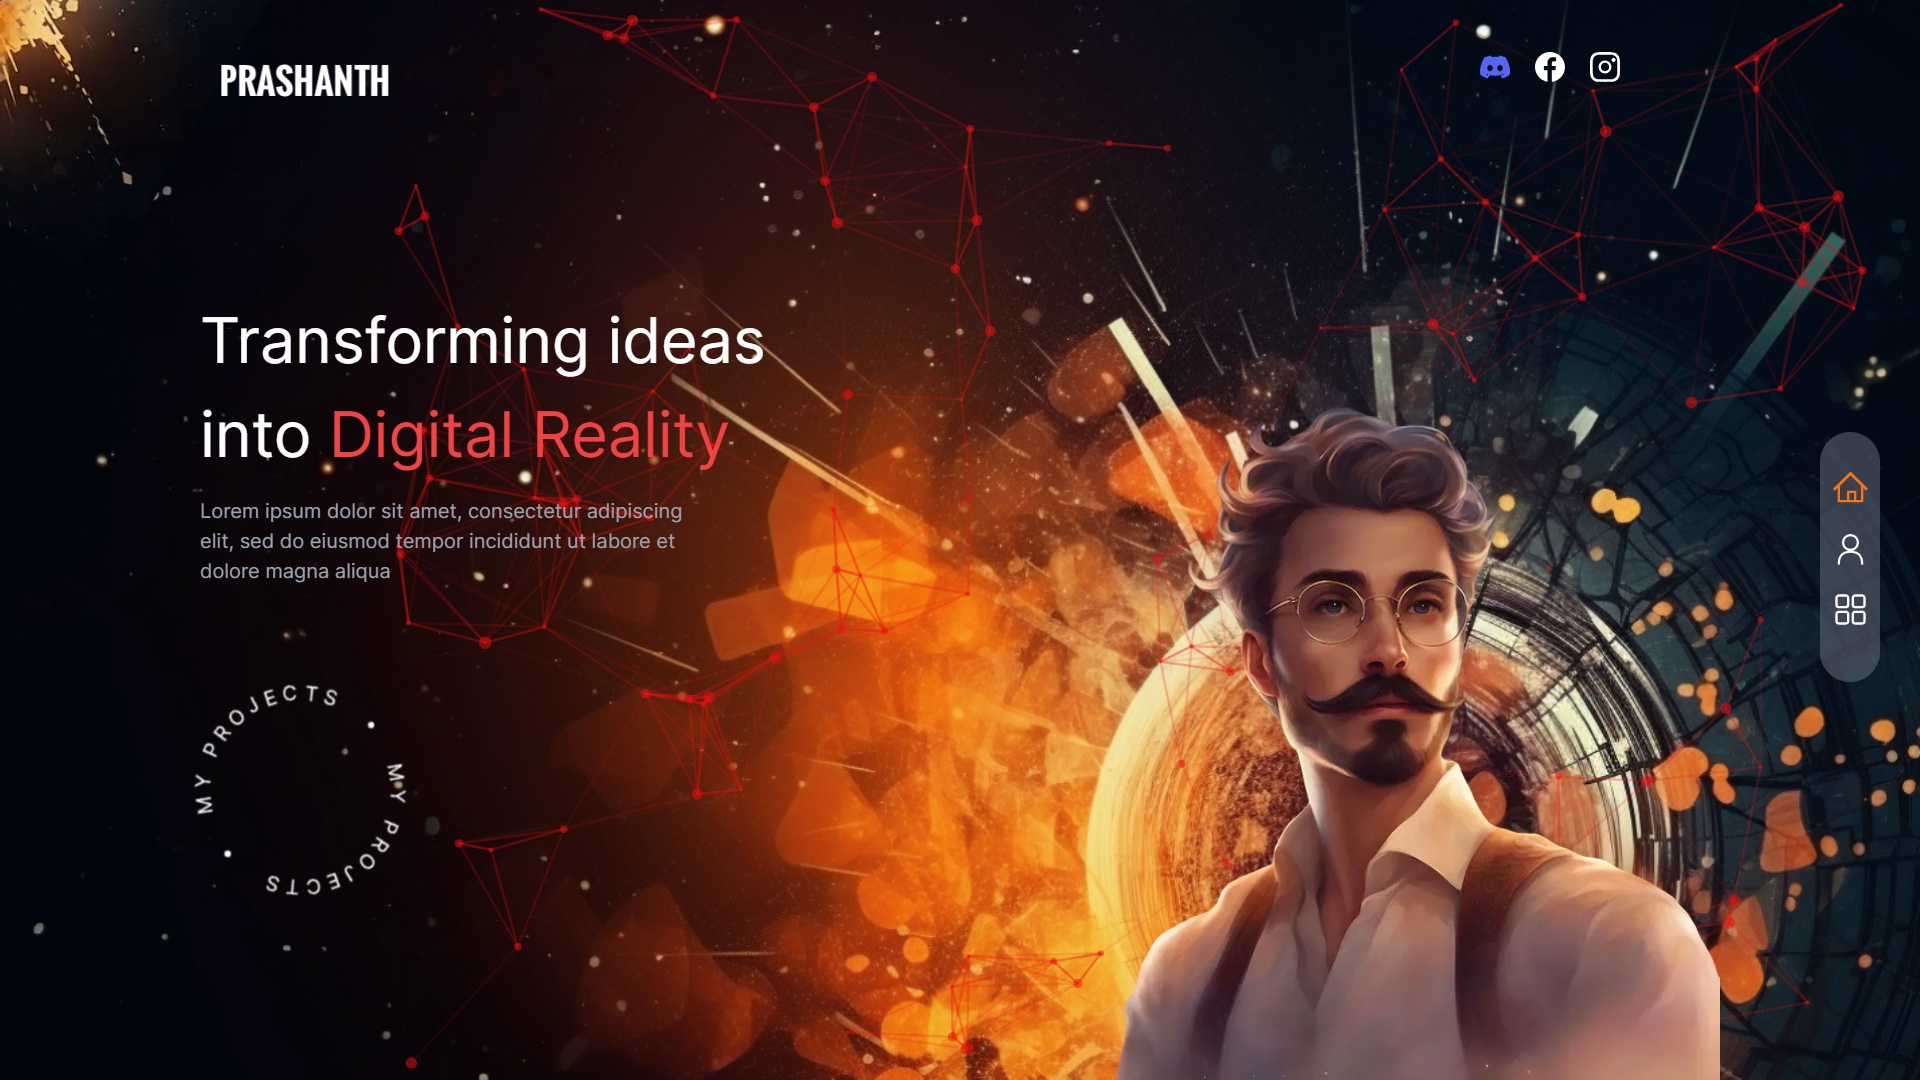 PRASHANTH
Transforming ideas
into Digital Reality
Lorem ipsum dolor sit amet, consectetur adipiscing
elit, sed do eiusmod tempor incididunt ut labore et
dolore magna aliqua
MY PROJECTS
MY PROJECTS